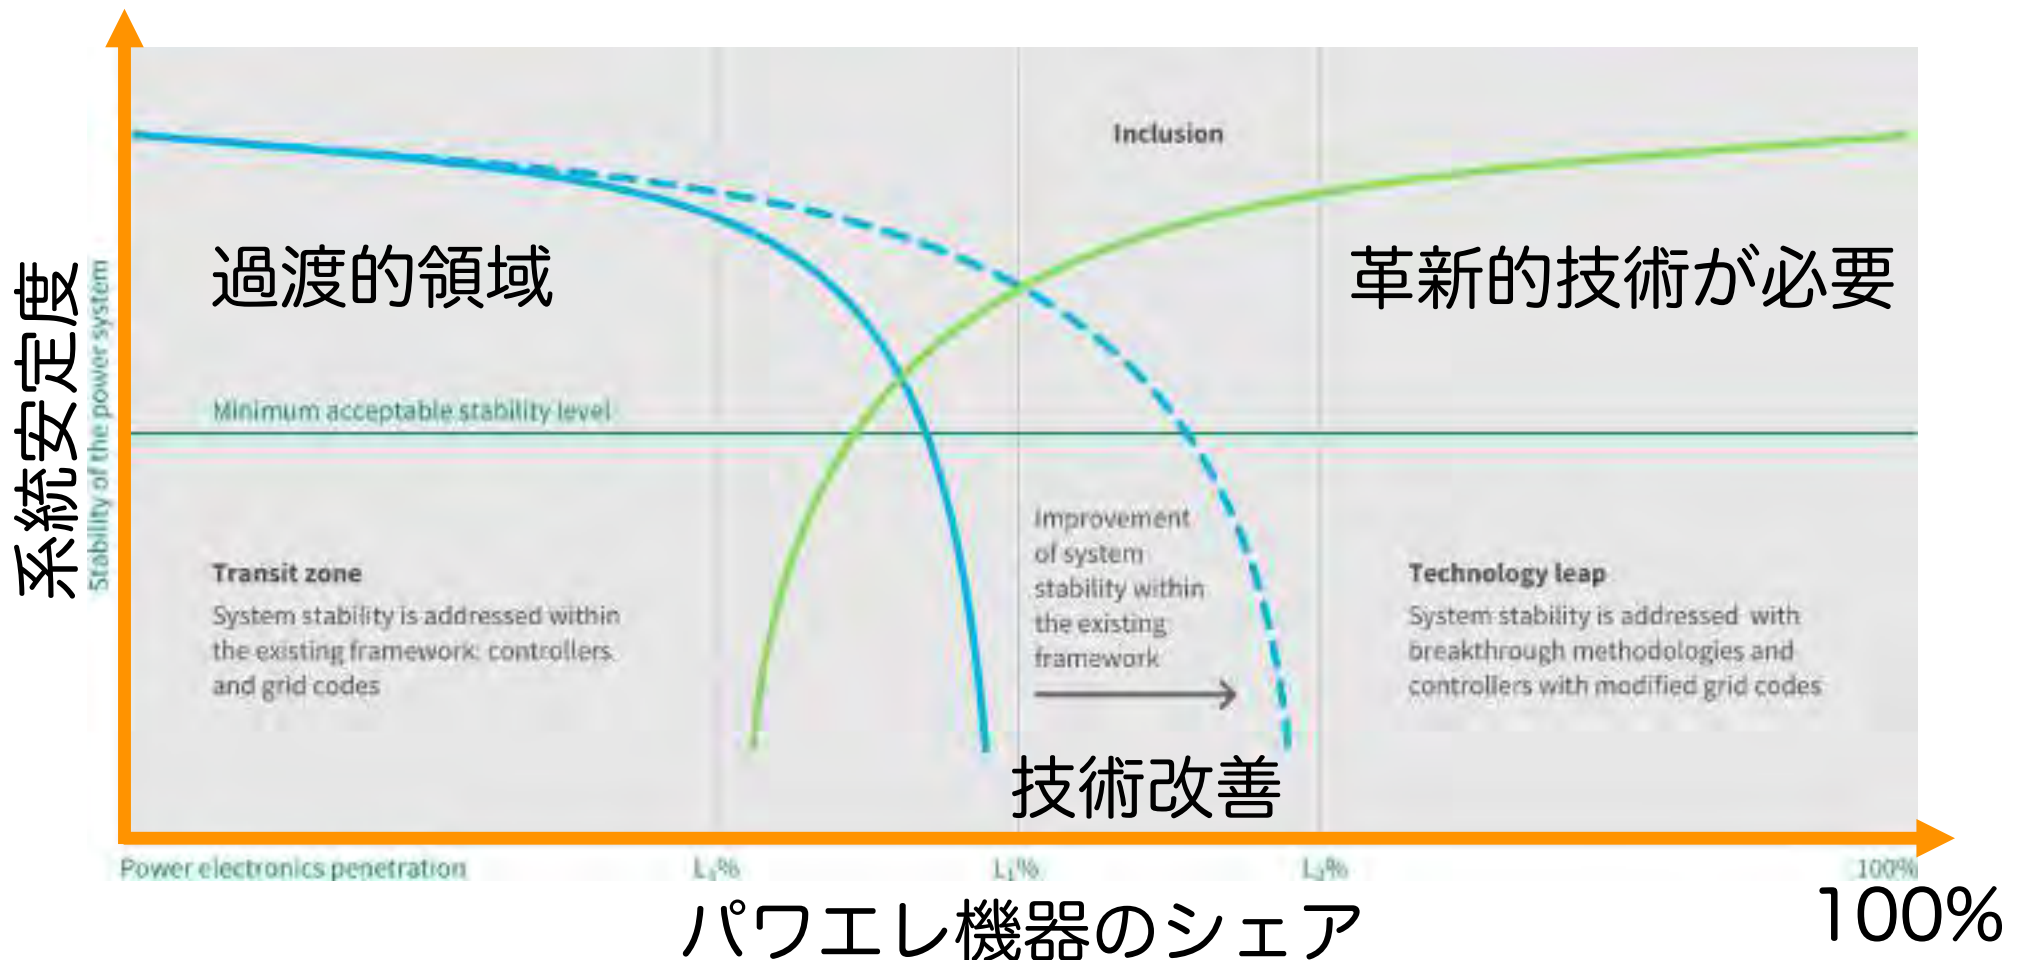 Inclusion
過渡的領域
革新的技術が必要
系統安定度
Stability of the power system
Minimum acceptable stability level
Improvement
of system
stability within
the existing
framework
Transit zone
System stability is addressed within
the existing framework: controllers
and grid codes
Technology leap
System stability is addressed with
breakthrough methodologies and
controllers with modified grid codes
技術改善
Power electronics penetration
L₁%
100%
パワエレ機器のシェア
100%